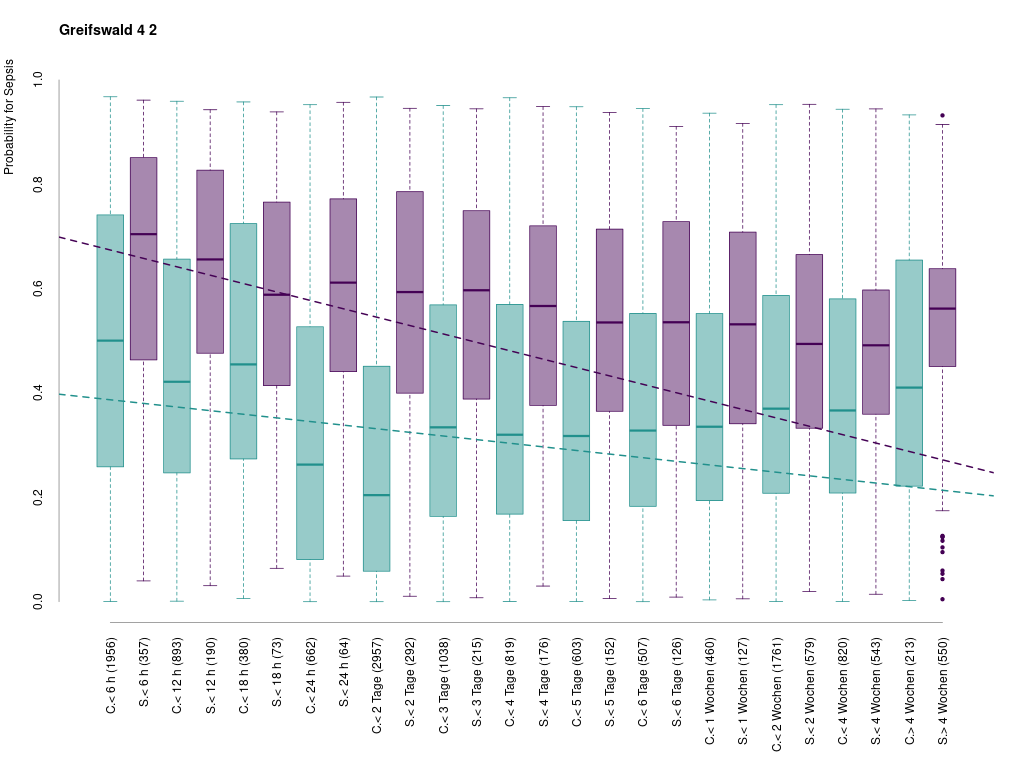 Greifswald 4 2
Probability for Sepsis
1.0
0.8
0.6
0.4
0.2
0.0
C.< 6 h (1956)
S.< 6 h (357)
C.< 12 h (893)
S.< 12 h (190)
C.< 18 h (380)
S.< 18 h (73)
C.< 24 h (662)
S.< 24 h (64)
C.< 2 Tage (2957)
S.< 2 Tage (292)
C.< 3 Tage (1038)
S.< 3 Tage (215)
C.< 4 Tage (819)
S.< 4 Tage (176)
C.< 5 Tage (603)
S.< 5 Tage (152)
C.< 6 Tage (507)
S.< 6 Tage (126)
C.< 1 Wochen (460)
S.< 1 Wochen (127)
C.< 2 Wochen (1761)
S.< 2 Wochen (579)
C.< 4 Wochen (820)
S.< 4 Wochen (543)
C.> 4 Wochen (213)
S.> 4 Wochen (550)